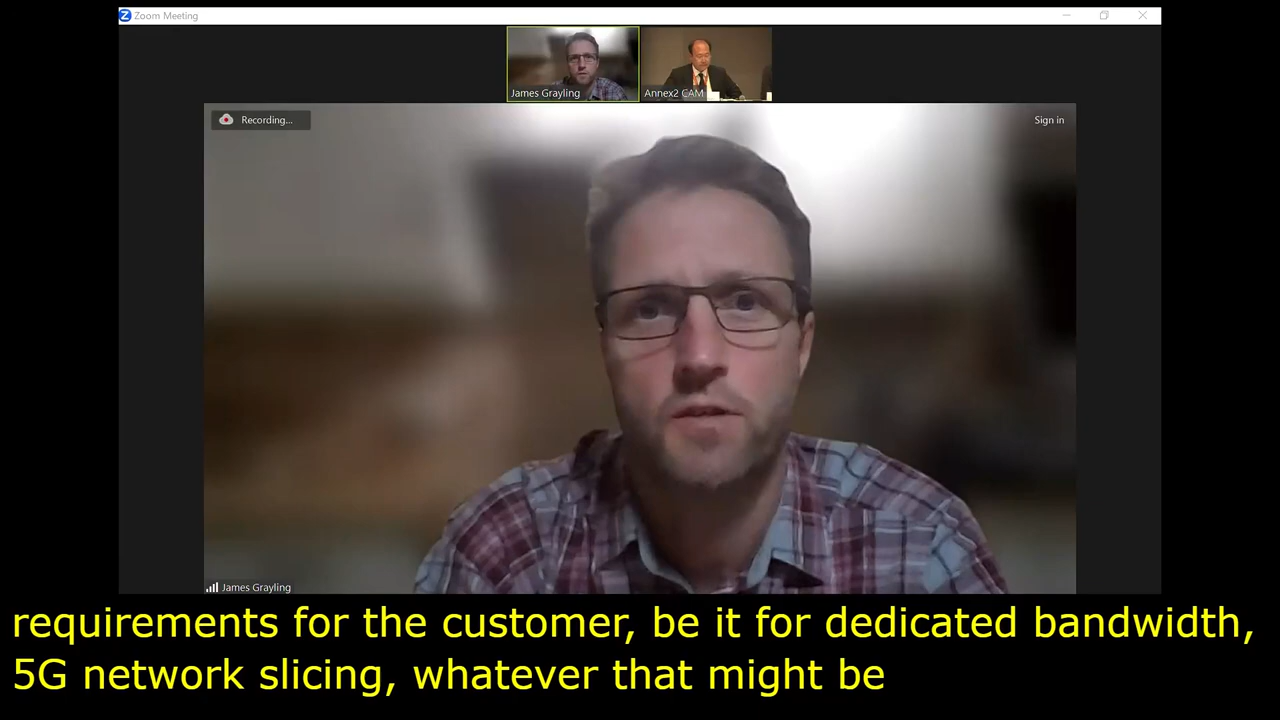 Zoom Meeting
James Grayling
Annex2 CAM
Recording...
Sign in
James Grayling
requirements for the customer, be it for dedicated bandwidth,
5G network slicing, whatever that might be